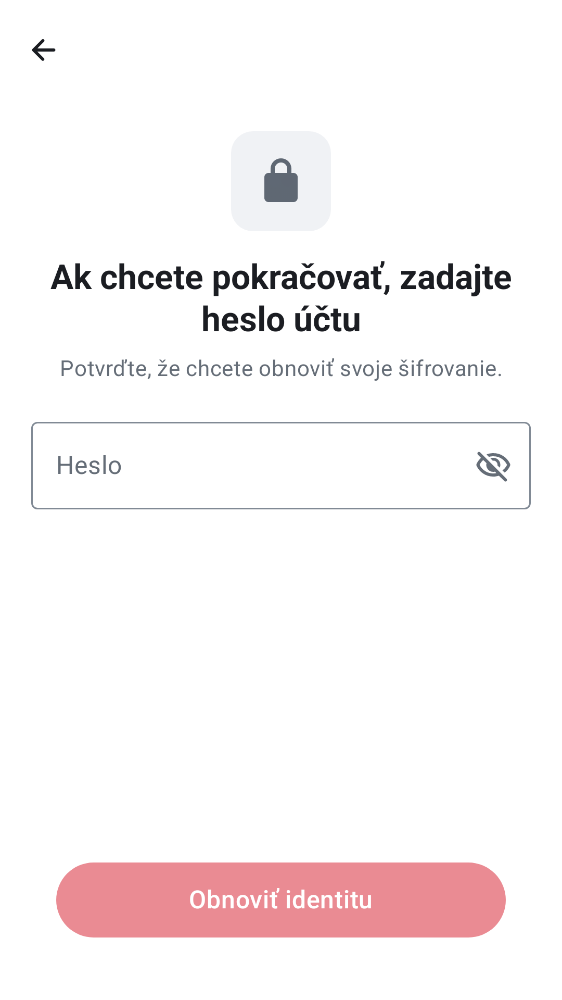 Ak chcete pokračovať, zadajte
heslo účtu
Potvrďte, že chcete obnoviť svoje šifrovanie.
Heslo
Obnoviť identitu